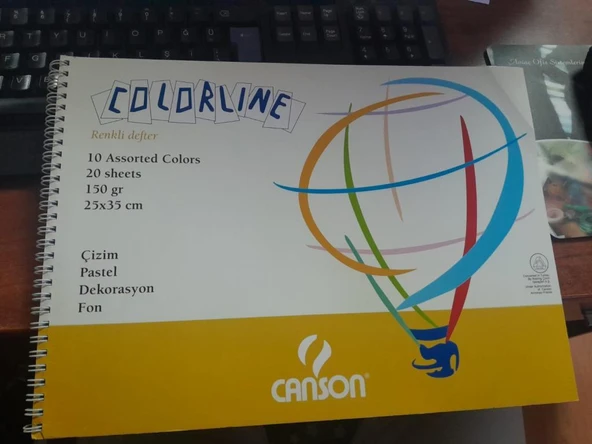 COLORLINE
Renkli defter
10 Assorted Colors
20 sheets
150 gr
25x35 cm
Çizim
Pastel
Dekorasyon
Fon
CANSON®